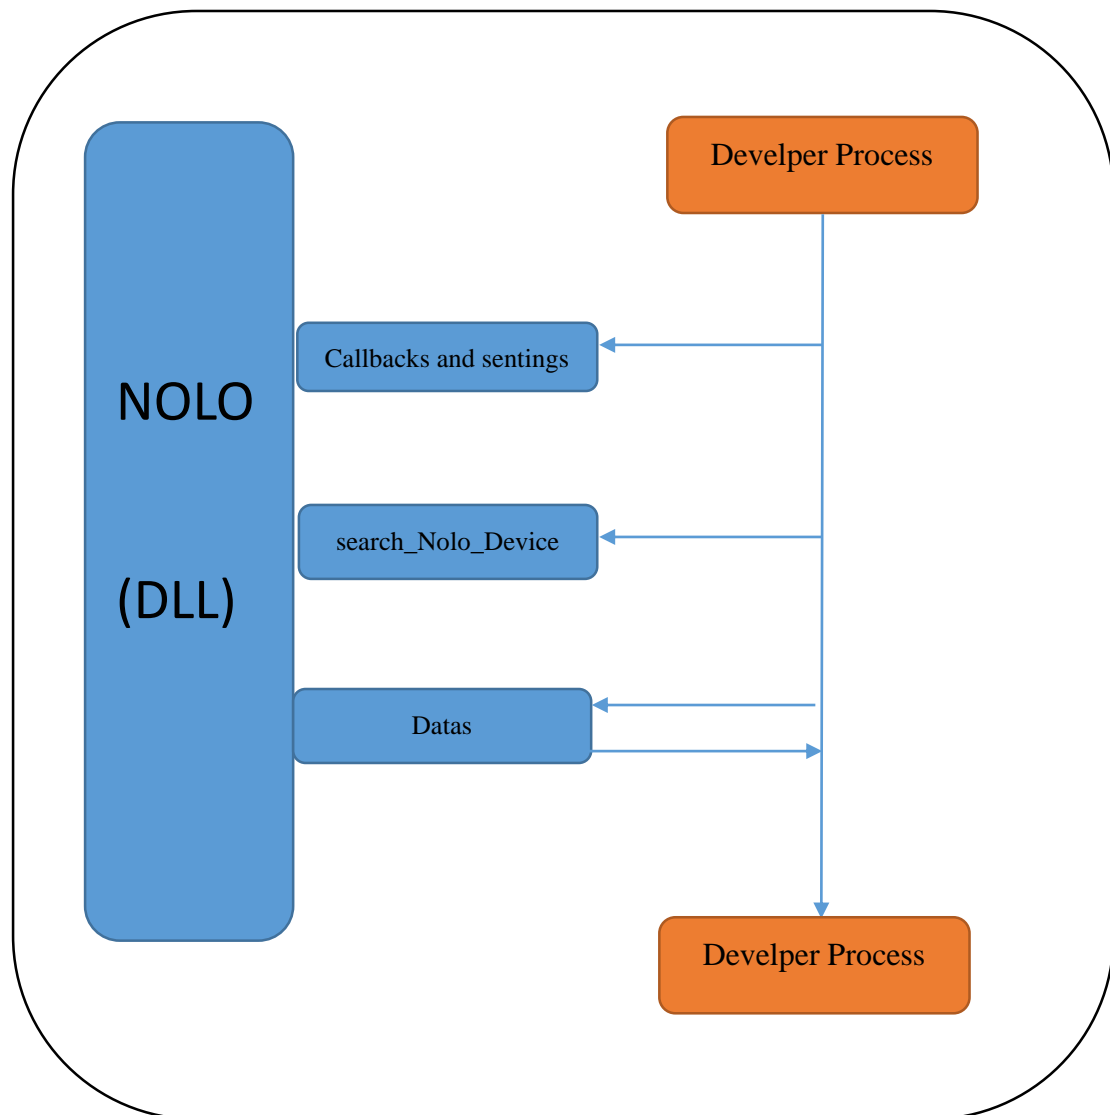 Develper Process
Callbacks and sentings
NOLO
search_Nolo_Device
(DLL)
Datas
Develper Process